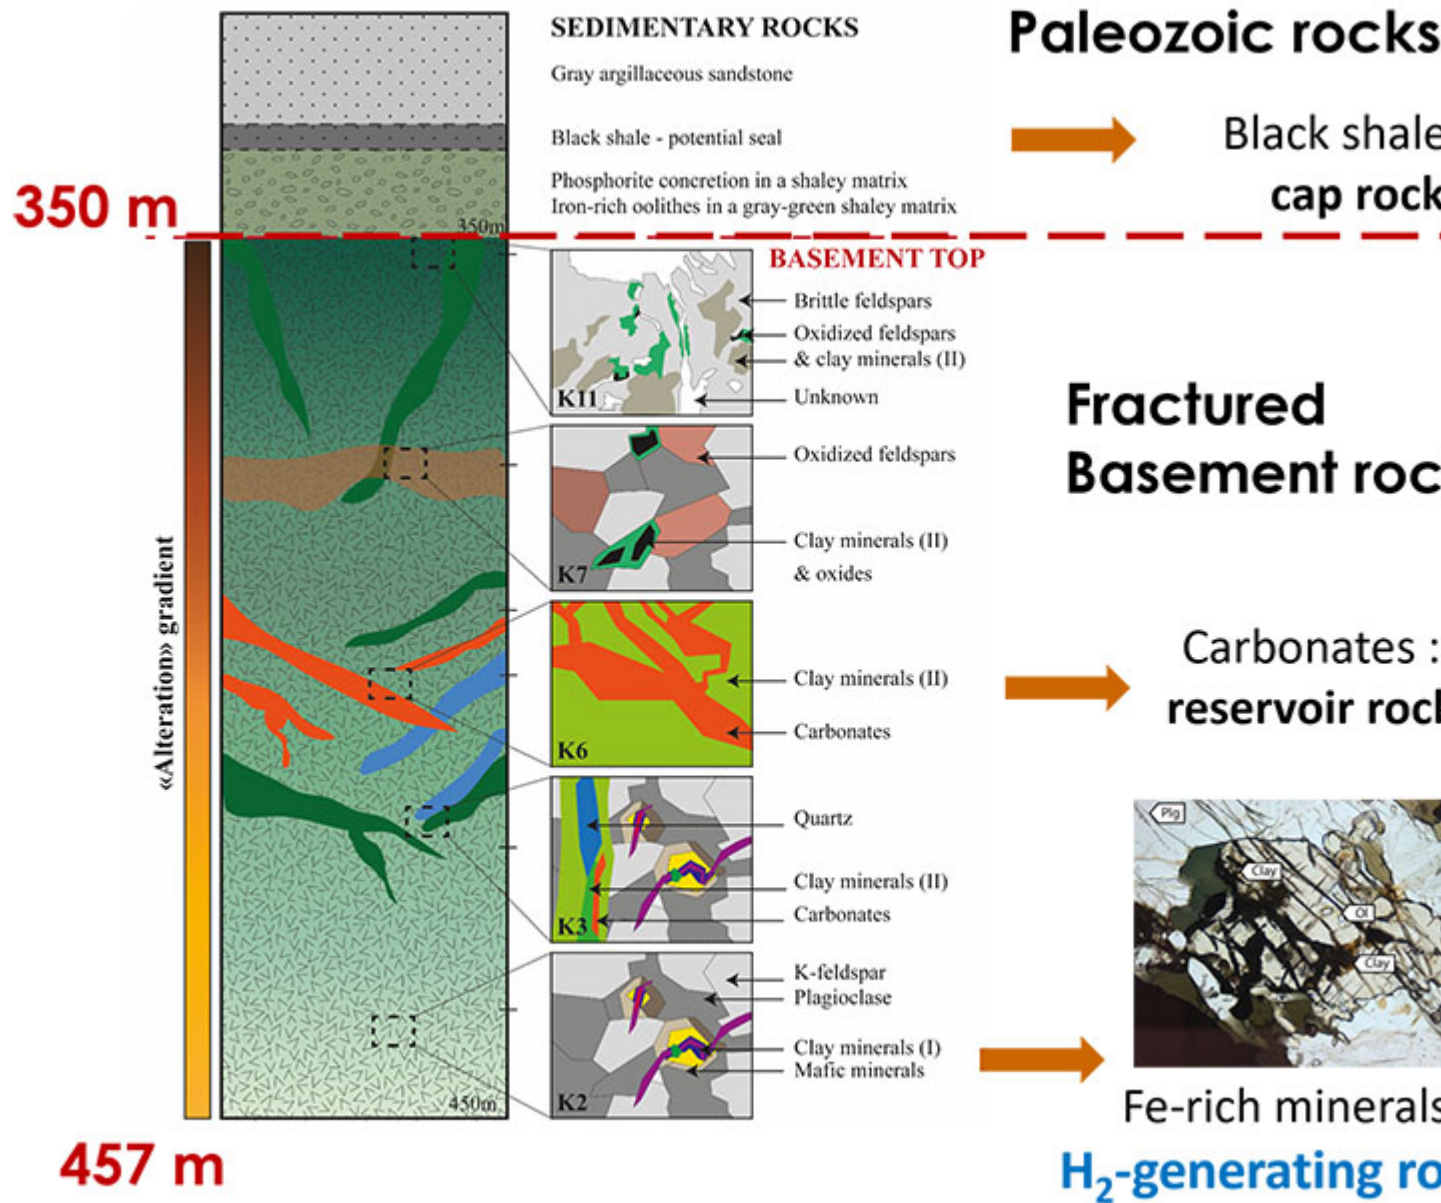 SEDIMENTARY ROCKS
Gray argillaceous sandstone
Black shale - potential seal
Phosphorite concretion in a shaley matrix
Iron-rich oolithes in a gray-green shaley matrix
Paleozoic rocks
Black shale
cap rock
350 m
350m
BASEMENT TOP
Brittle feldspars
Oxidized feldspars
& clay minerals (II)
Unknown
K11
Fractured
Basement roc
Oxidized feldspars
Clay minerals (II)
& oxides
K7
«Alteration» gradient
Clay minerals (II)
Carbonates
K6
Carbonates :
reservoir rock
Quartz
Clay minerals (II)
Carbonates
K3
Plg
Clay
Ol
Clay
K-feldspar
Plagioclase
Clay minerals (I)
Mafic minerals
K2
450m
Fe-rich minerals
457 m
H₂-generating ro